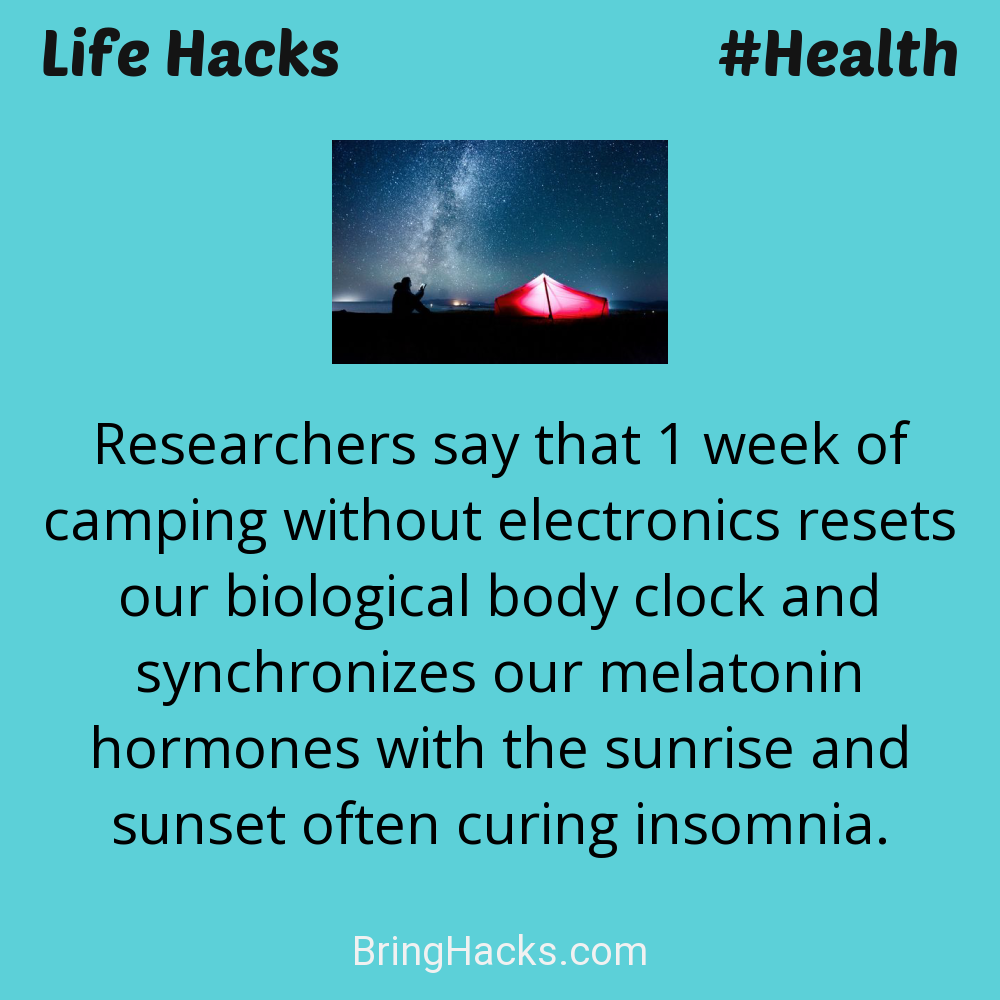 Life Hacks
#Health
Researchers say that 1 week of
camping without electronics resets
our biological body clock and
synchronizes our melatonin
hormones with the sunrise and
sunset often curing insomnia.
BringHacks.com